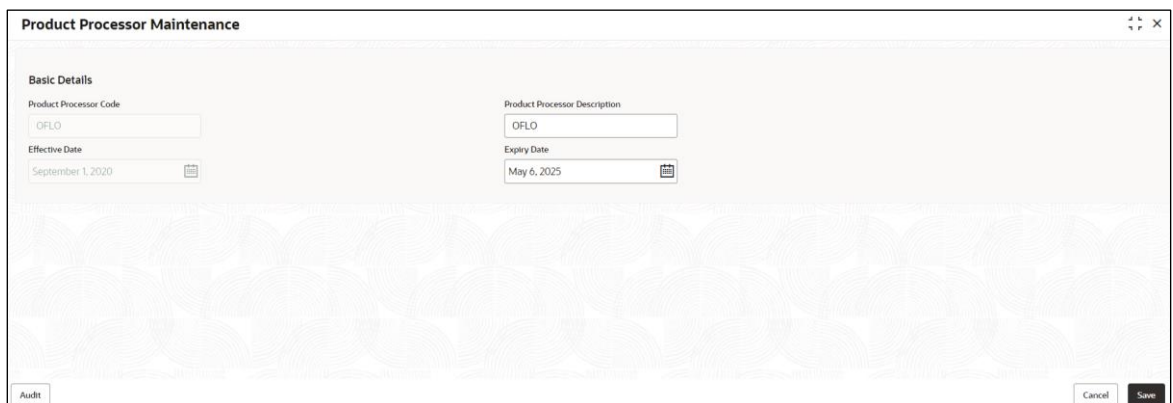 Product Processor Maintenance
Basic Details
Product Processor Code
Product Processor Description
OFLO
OFLO
Effective Date
Expiry Date
September 1, 2020
May 6, 2025
Audit
Cancel
Save